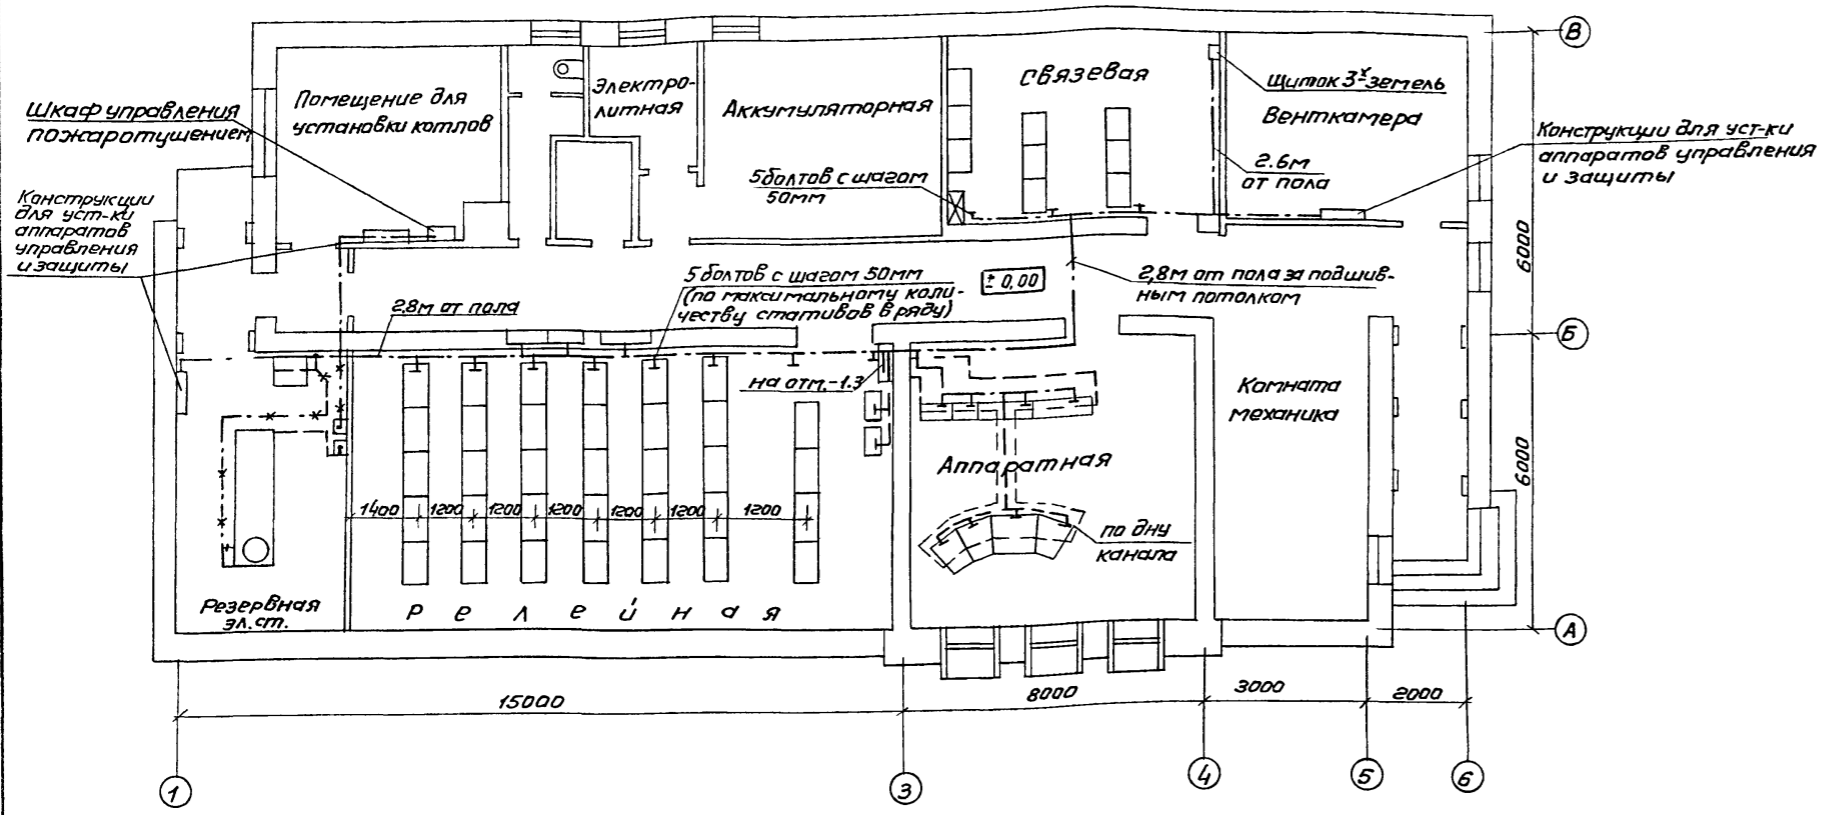 В
Связевая
Щиток 3х земель
Электро-
литная
Помещение для
установки котлов
Аккумуляторная
Венткамера
Шкаф управления
пожаротушением
Конструкции для уст-ки
аппаратов управления
и защиты
2.6м
от пола
5 болтов с шагом
50мм
Конструкции
для уст-ки
аппаратов
управления
и защиты
6000
5 болтов с шагом 50мм
(по максимальному коли-
честву стативов в ряду)
± 0,00
2,8м от пола за подшив-
ным потолком
2.8м от пола
Б
на отм.-1.3
Комната
механика
6000
Аппаратная
1400 1200 1200 1200 1200 1200 1200
по дну
канала
Резервная
эл.ст.
Релейная
А
15000
8000
3000
2000
1
3
4
5
6